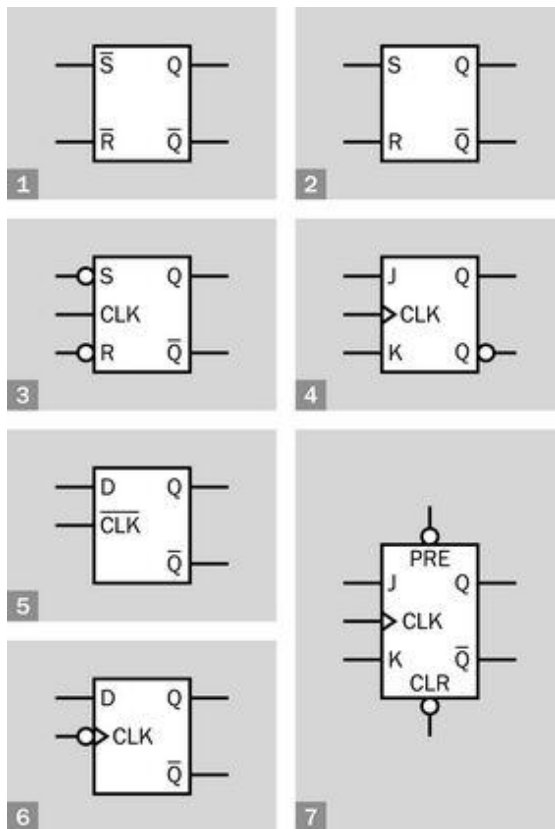 S̅ Q
R̅ Q̅
1
S Q
R Q̅
2
S Q
CLK
R Q̅
3
J Q
CLK
K Q
4
D Q
C̅L̅K̅
Q̅
5
D Q
CLK
Q̅
6
PRE
J Q
CLK
K Q̅
CLR
7